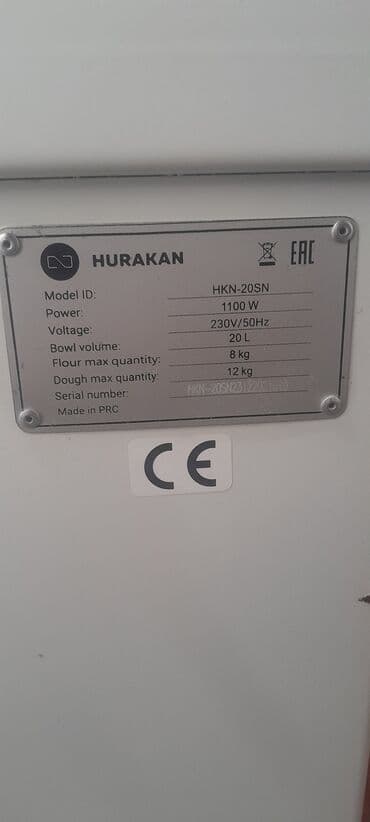 HURAKAN
EAC
Model ID: HKN-20SN
Power: 1100 W
Voltage: 230V/50Hz
Bowl volume: 20 L
Flour max quantity: 8 kg
Dough max quantity: 12 kg
Serial number:
Made in PRC
CE